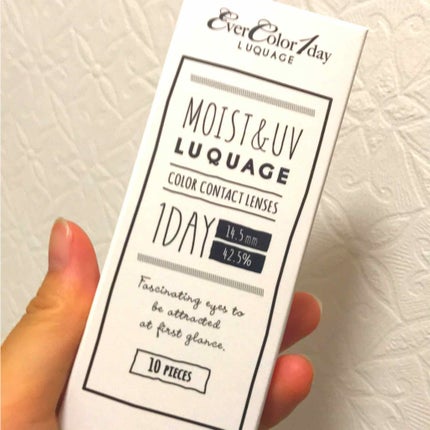 EverColor1day
LUQUAGE
MOIST&UV
LUQUAGE
COLOR CONTACT LENSES
1DAY
14.5mm
42.5%
Fascinating eyes to
be attracted
at first glance.
10 PIECES